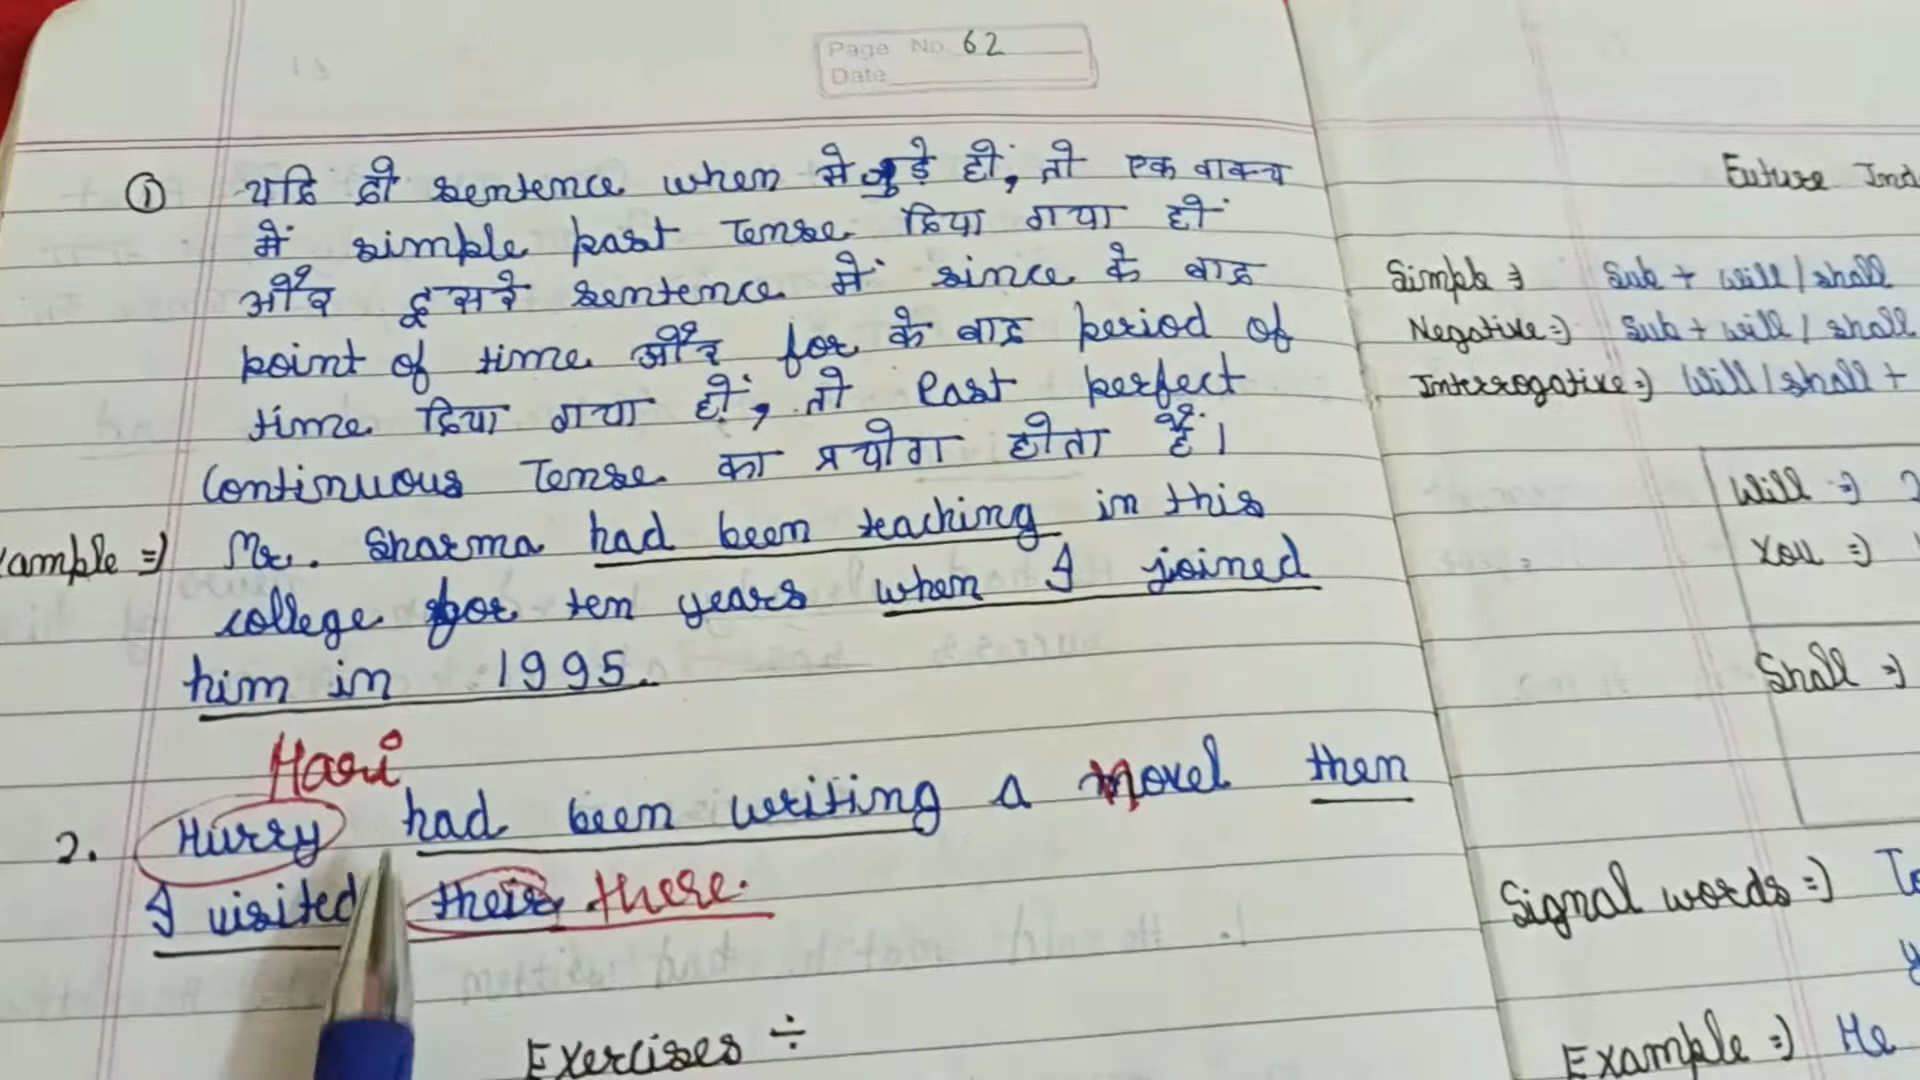 Page No. 62
Date
① यदि दो sentence when से जुड़े हों, तो एक वाक्य
में simple past Tense दिया गया हों
और दूसरे sentence में since के बाद
point of time और for के बाद period of
time दिया गया हों, तो Past perfect
Continuous Tense का प्रयोग होता है।
ample ⇒ Mr. Sharma had been teaching in this
college for ten years when I joined
him in 1995.
Hari
2. Hurry had been writing a novel then
I visited their there.
Exercises ÷
Future Ind
Simple ⇒ Sub + will / shall
Negative ⇒ Sub + will / shall
Interrogative ⇒ Will / shall +
Will ⇒
You ⇒
Shall ⇒
Signal words ⇒
Example ⇒ He